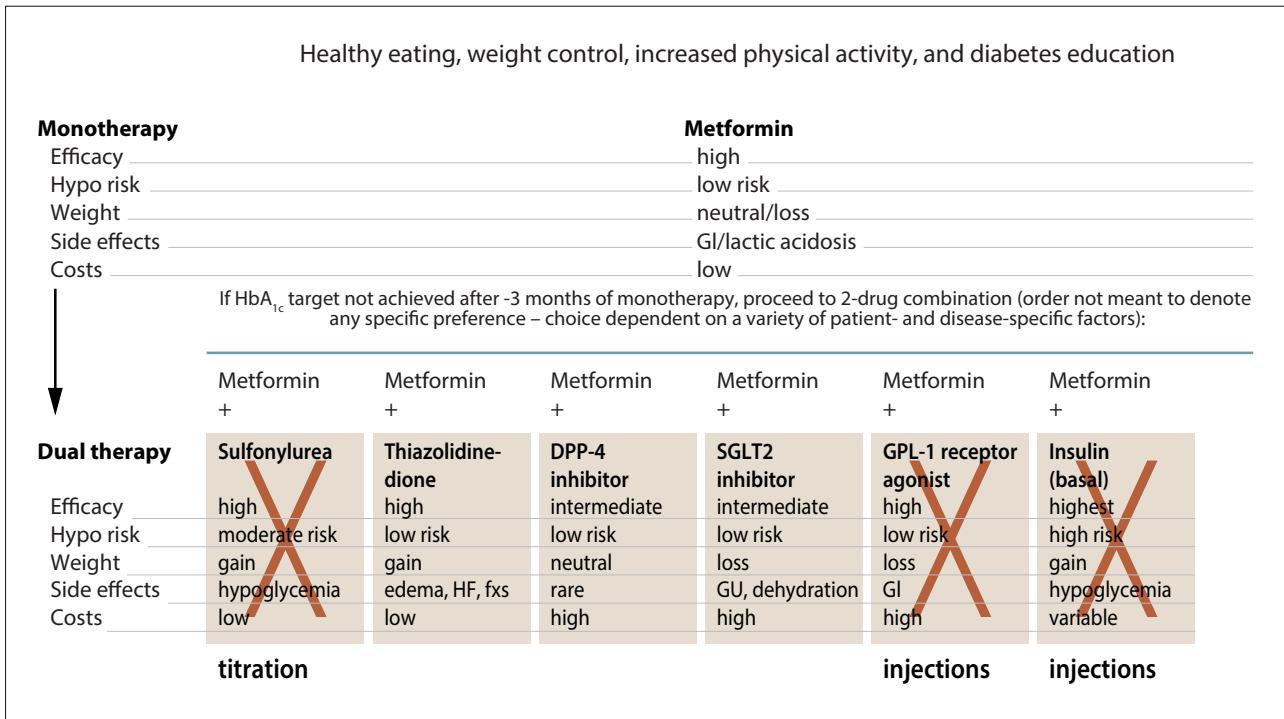 Healthy eating, weight control, increased physical activity, and diabetes education
Monotherapy Metformin
Efficacy high
Hypo risk low risk
Weight neutral/loss
Side effects Gl/lactic acidosis
Costs low
If HbA1c target not achieved after -3 months of monotherapy, proceed to 2-drug combination (order not meant to denote
any specific preference – choice dependent on a variety of patient- and disease-specific factors):
Metformin Metformin Metformin Metformin Metformin Metformin
+ + + + + +
Dual therapy Sulfonylurea Thiazolidine- DPP-4 SGLT2 GPL-1 receptor Insulin
dione inhibitor inhibitor agonist (basal)
Efficacy high high intermediate intermediate high highest
Hypo risk moderate risk low risk low risk low risk low risk high risk
Weight gain gain neutral loss loss gain
Side effects hypoglycemia edema, HF, fxs rare GU, dehydration Gl hypoglycemia
Costs low low high high high variable
titration injections injections